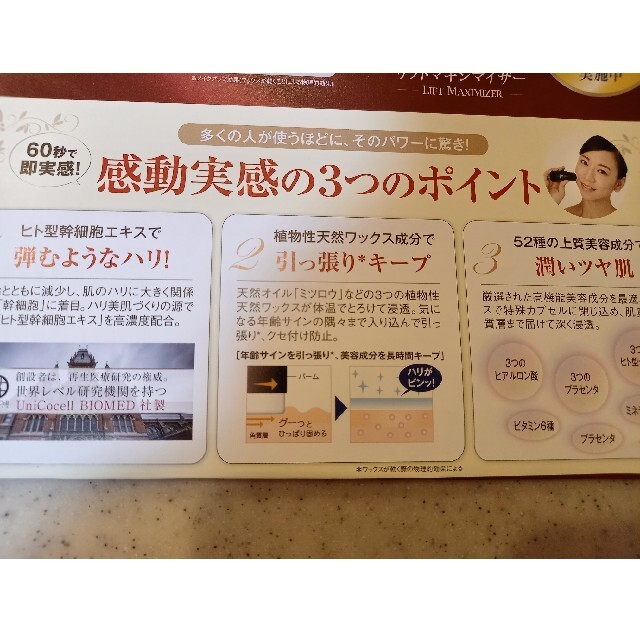 リフトマキシマイザー
LIFT MAXIMIZER
実施中
多くの人が使うほどに、そのパワーに驚き!
60秒で
即実感!
感動実感の3つのポイント
ヒト型幹細胞エキスで
弾むようなハリ!
とともに減少し、肌のハリに大きく関係
「幹細胞」に着目。ハリ美肌づくりの源で
ヒト型幹細胞エキス」を高濃度配合。
創設者は、再生医療研究の権威。
世界レベル研究機関を持つ
UniCocell BIOMED 社製
2
植物性天然ワックス成分で
引っ張り*キープ
天然オイル「ミツロウ」などの3つの植物性
天然ワックスが体温でとろけて浸透。気に
なる年齢サインの隅々まで入り込んで引っ
張り*、クセ付け防止。
[年齢サインを引っ張り*、美容成分を長時間キープ]
バーム
グーっと
ひっぱり固める
角質層
ハリが
ピンッ!
*ワックスが乾く際の物理的効果による
3
52種の上質美容成分で
潤いツヤ肌
厳選された高機能美容成分を最適
スで特殊カプセルに閉じ込め、肌
質層まで届けて深く浸透。
3つの
ヒアルロン酸
3つの
プラセンタ
3つ
ヒト型
ビタミン6種
プラセンタ
ミネ